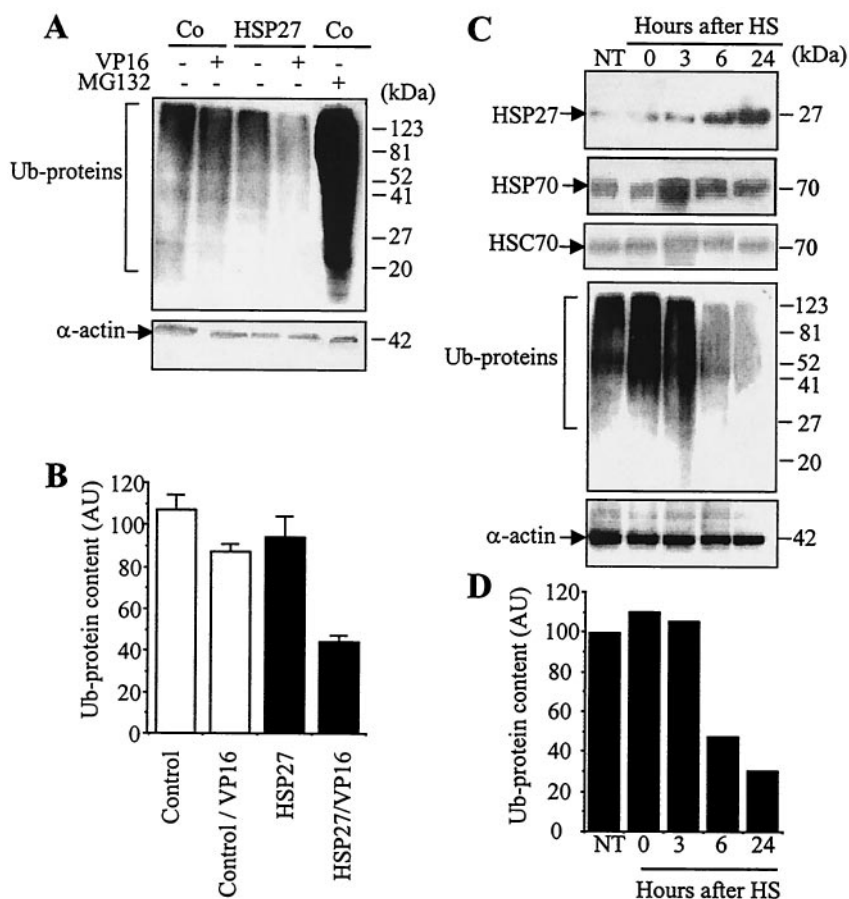 A
Co HSP27 Co
VP16 - + - + -
MG132 - - +
(kDa)
Ub-proteins
123
81
52
41
27
20
α-actin
42
B
Ub-protein content (AU)
120
100
80
60
40
20
0
Control
Control / VP16
HSP27
HSP27/VP16
C
Hours after HS
NT 0 3 6 24 (kDa)
HSP27 27
HSP70 70
HSC70 70
Ub-proteins
123
81
52
41
27
20
α-actin 42
D
Ub-protein content (AU)
120
100
80
60
40
20
0
NT 0 3 6 24
Hours after HS